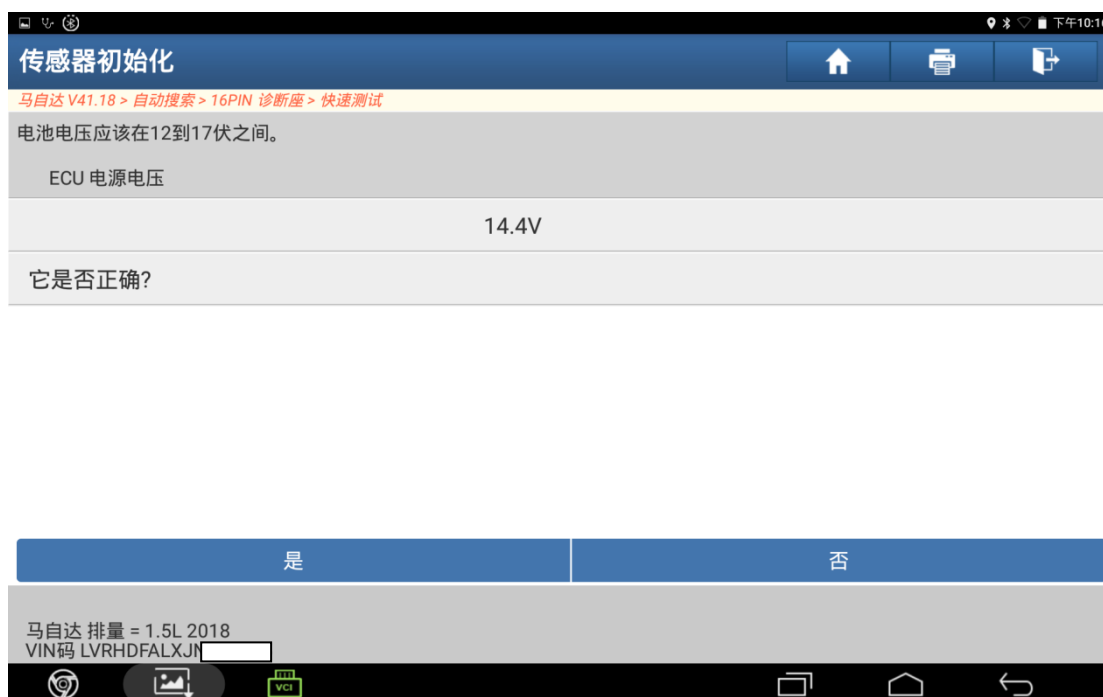 下午10:16
传感器初始化
马自达 V41.18 > 自动搜索 > 16PIN 诊断座 > 快速测试
电池电压应该在12到17伏之间。
ECU 电源电压
14.4V
它是否正确?
是
否
马自达 排量 = 1.5L 2018
VIN码 LVRHDFALXJN
VCI